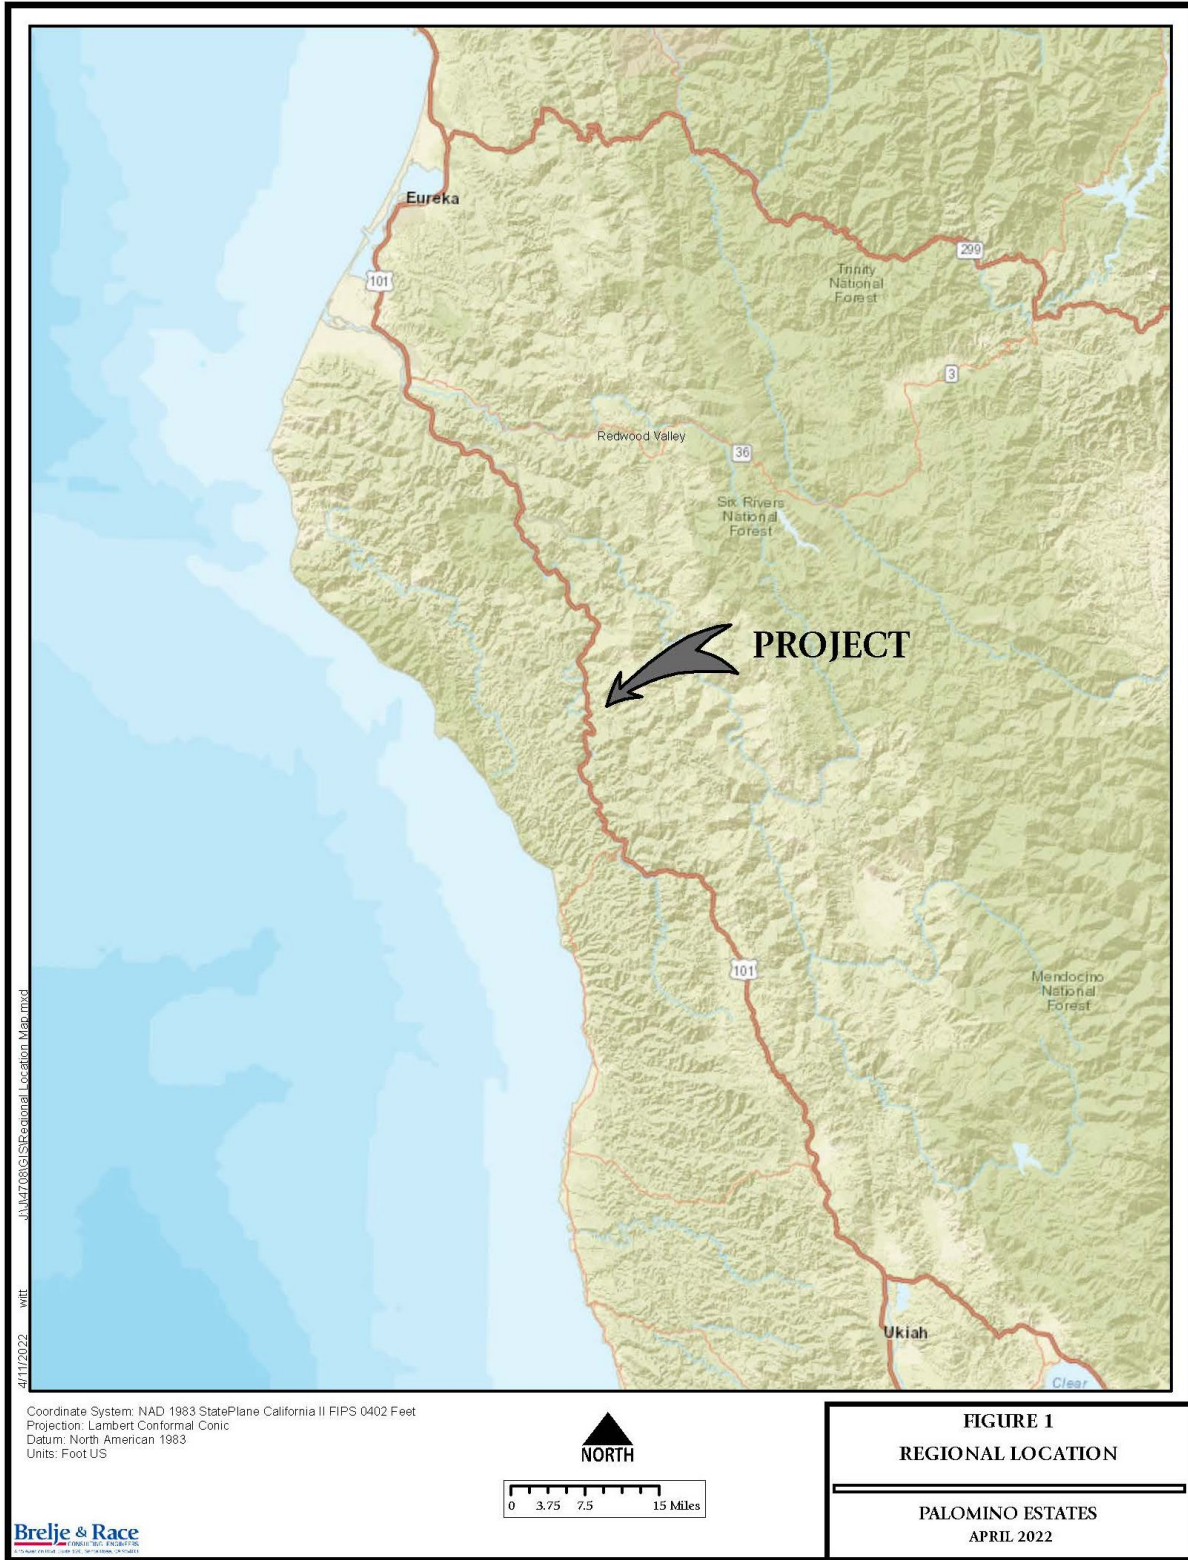 Eureka
101
299
Trinity
National
Forest
3
Redwood Valley
36
Six Rivers
National
Forest
PROJECT
101
Mendocino
National
Forest
Ukiah
Clear
4/11/2022 witt J:\JM4708\GIS\Regional Location Map.mxd
Coordinate System: NAD 1983 StatePlane California II FIPS 0402 Feet
Projection: Lambert Conformal Conic
Datum: North American 1983
Units: Foot US
NORTH
0 3.75 7.5 15 Miles
FIGURE 1
REGIONAL LOCATION
PALOMINO ESTATES
APRIL 2022
Brelje & Race
CONSULTING ENGINEERS